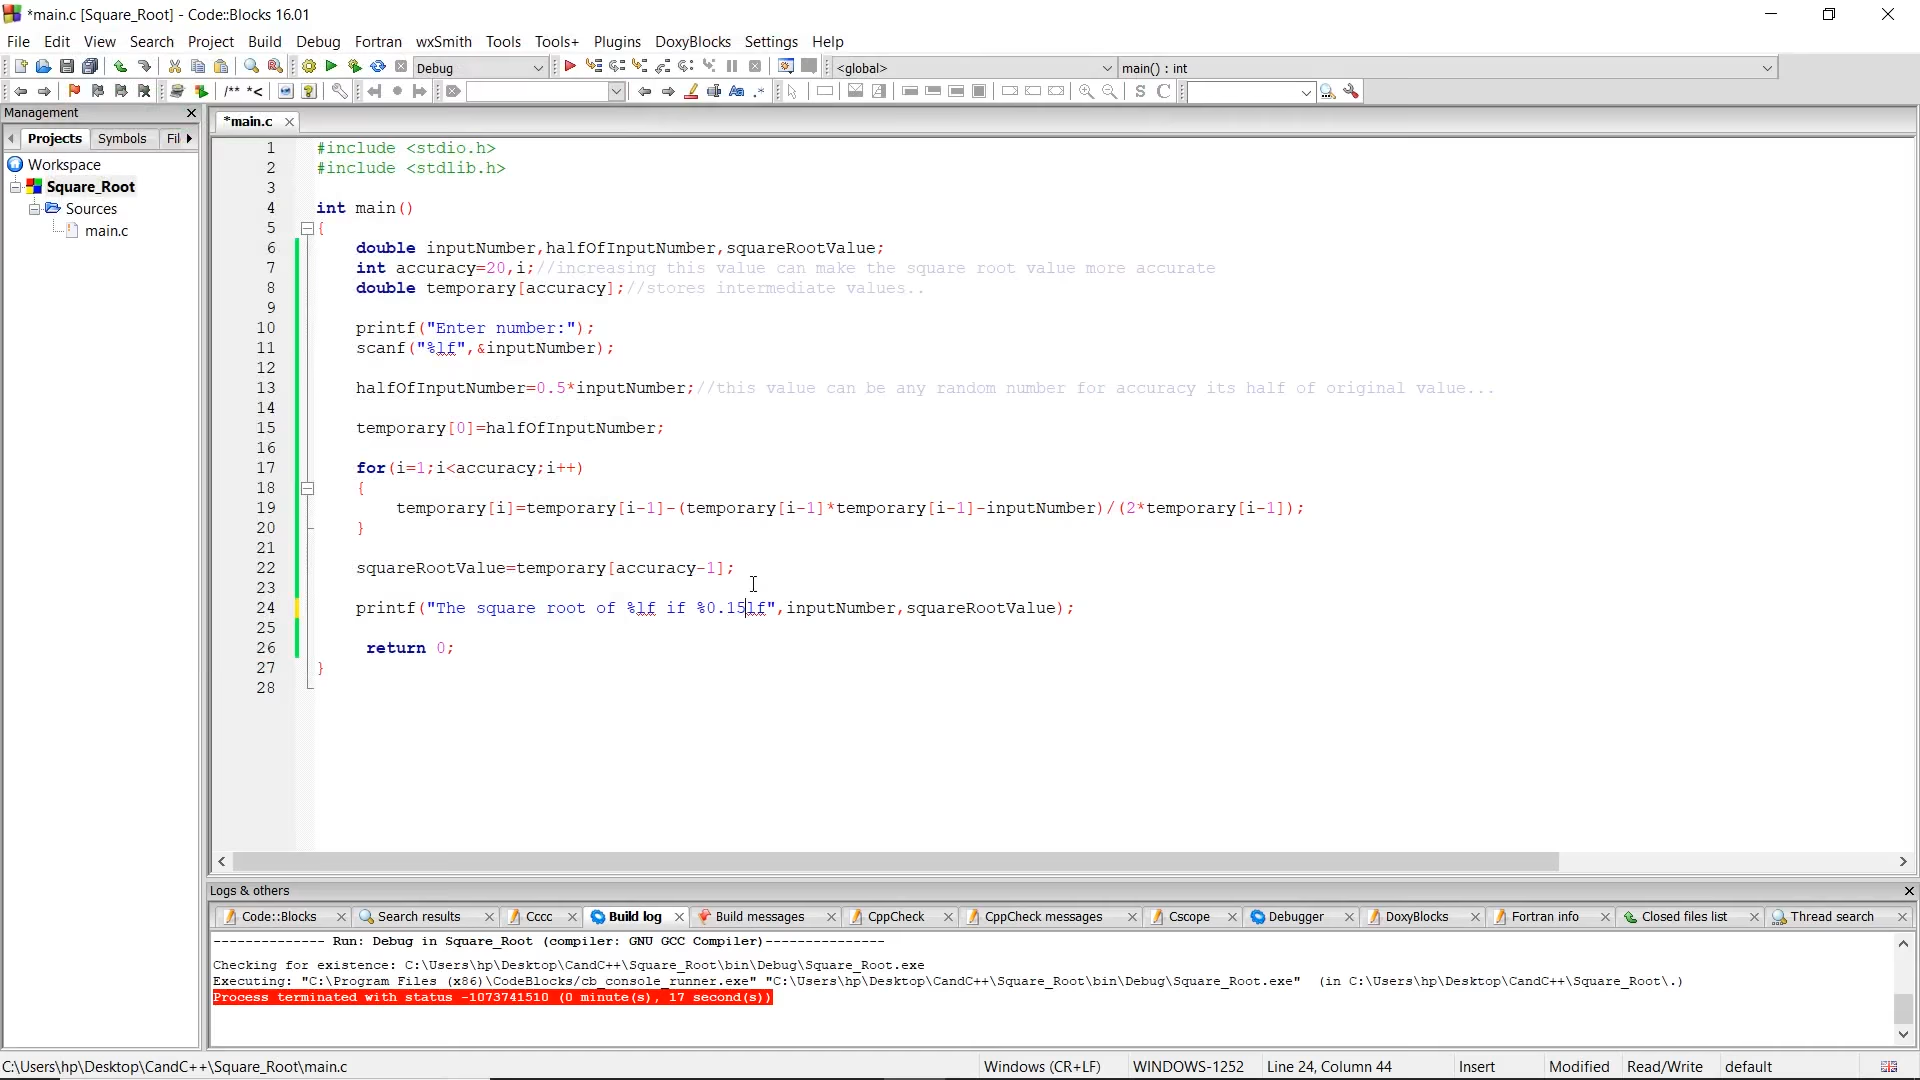 *main.c [Square_Root] - Code::Blocks 16.01
File Edit View Search Project Build Debug Fortran wxSmith Tools Tools+ Plugins DoxyBlocks Settings Help
Debug <global> main() : int
/** *< Aa .* S C
Management
Projects Symbols Fil
Workspace
Square_Root
Sources
main.c
*main.c
1 #include <stdio.h>
2 #include <stdlib.h>
3
4 int main()
5 {
6 double inputNumber,halfOfInputNumber,squareRootValue;
7 int accuracy=20,i;//increasing this value can make the square root value more accurate
8 double temporary[accuracy];//stores intermediate values..
9
10 printf("Enter number:");
11 scanf("%lf",&inputNumber);
12
13 halfOfInputNumber=0.5*inputNumber;//this value can be any random number for accuracy its half of original value...
14
15 temporary[0]=halfOfInputNumber;
16
17 for(i=1;i<accuracy;i++)
18 {
19 temporary[i]=temporary[i-1]-(temporary[i-1]*temporary[i-1]-inputNumber)/(2*temporary[i-1]);
20 }
21
22 squareRootValue=temporary[accuracy-1];
23
24 printf("The square root of %lf if %0.15lf",inputNumber,squareRootValue);
25
26 return 0;
27 }
28
Logs & others
Code::Blocks Search results Cccc Build log Build messages CppCheck CppCheck messages Cscope Debugger DoxyBlocks Fortran info Closed files list Thread search
-------------- Run: Debug in Square_Root (compiler: GNU GCC Compiler)---------------
Checking for existence: C:\Users\hp\Desktop\CandC++\Square_Root\bin\Debug\Square_Root.exe
Executing: "C:\Program Files (x86)\CodeBlocks/cb_console_runner.exe" "C:\Users\hp\Desktop\CandC++\Square_Root\bin\Debug\Square_Root.exe" (in C:\Users\hp\Desktop\CandC++\Square_Root\.)
Process terminated with status -1073741510 (0 minute(s), 17 second(s))
C:\Users\hp\Desktop\CandC++\Square_Root\main.c Windows (CR+LF) WINDOWS-1252 Line 24, Column 44 Insert Modified Read/Write default